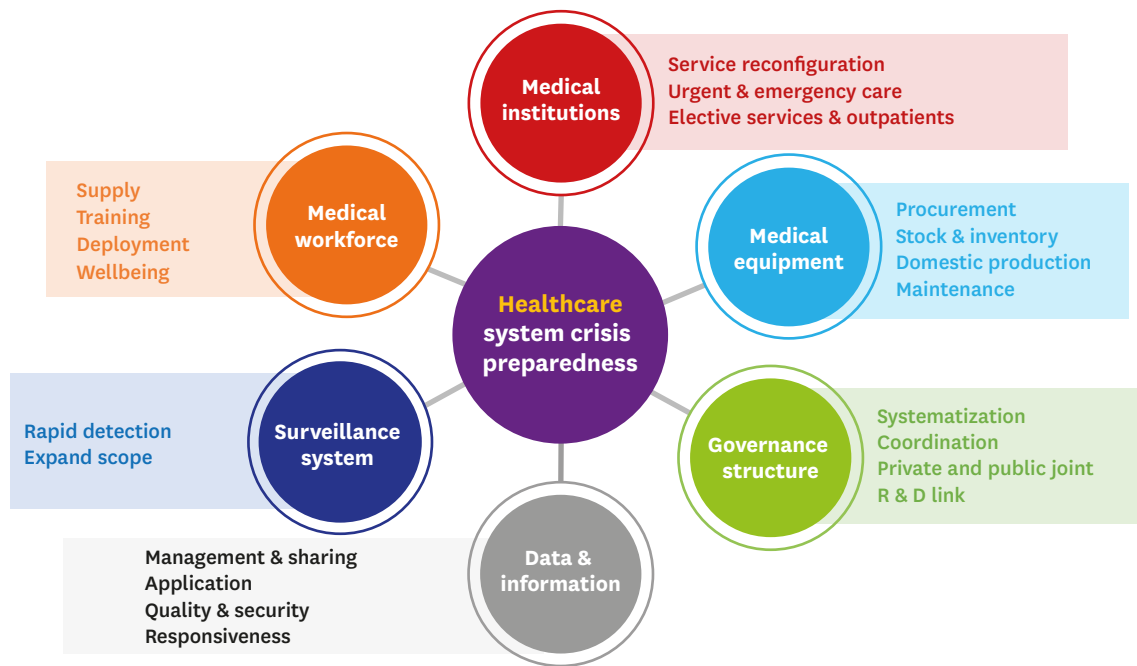 Medical
institutions
Service reconfiguration
Urgent & emergency care
Elective services & outpatients
Supply
Training
Deployment
Wellbeing
Medical
workforce
Medical
equipment
Procurement
Stock & inventory
Domestic production
Maintenance
Healthcare
system crisis
preparedness
Rapid detection
Expand scope
Surveillance
system
Governance
structure
Systematization
Coordination
Private and public joint
R & D link
Management & sharing
Application
Quality & security
Responsiveness
Data &
information